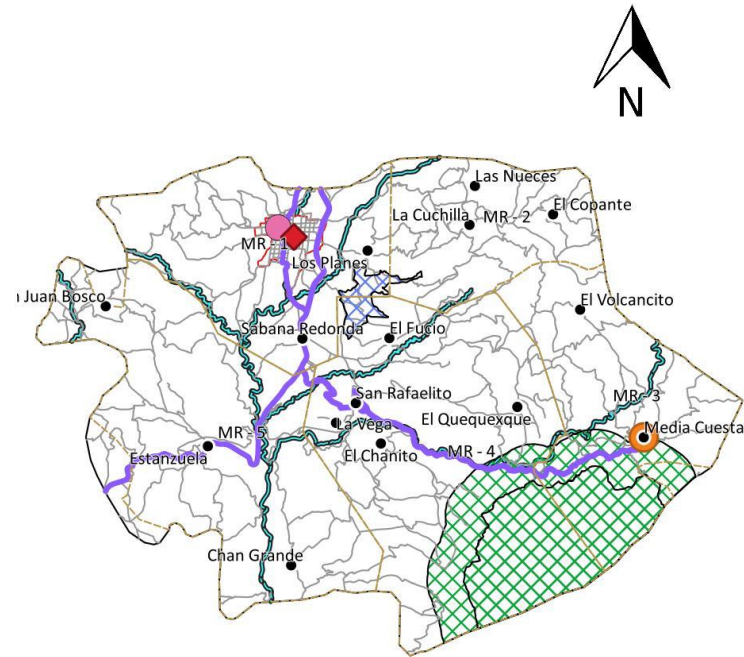 N
Las Nueces
El Copante
La Cuchilla
MR - 2
MR - 1
Los Planes
n Juan Bosco
El Volcancito
Sabana Redonda
El Fucio
San Rafaelito
MR - 3
El Quequexque
La Vega
Media Cuesta
MR - 5
El Chanito
MR - 4
Estanzuela
Chan Grande